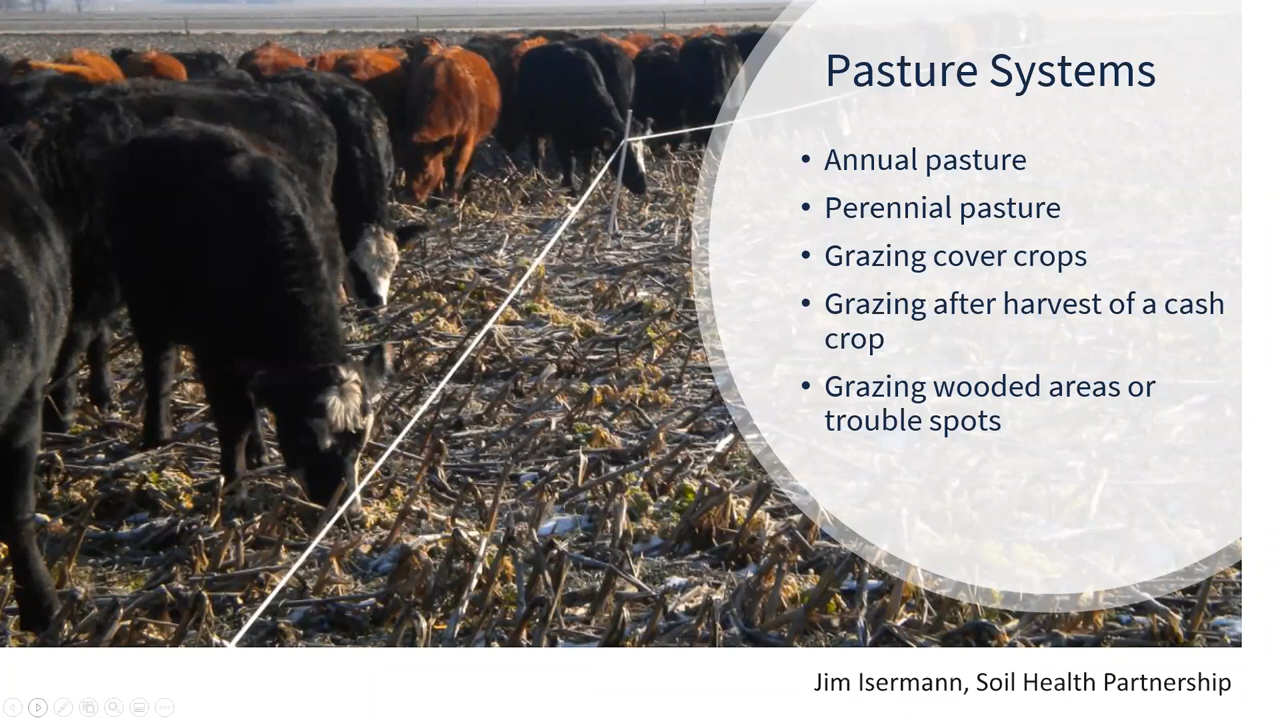 Pasture Systems
• Annual pasture
• Perennial pasture
• Grazing cover crops
• Grazing after harvest of a cash
crop
• Grazing wooded areas or
trouble spots
Jim Isermann, Soil Health Partnership